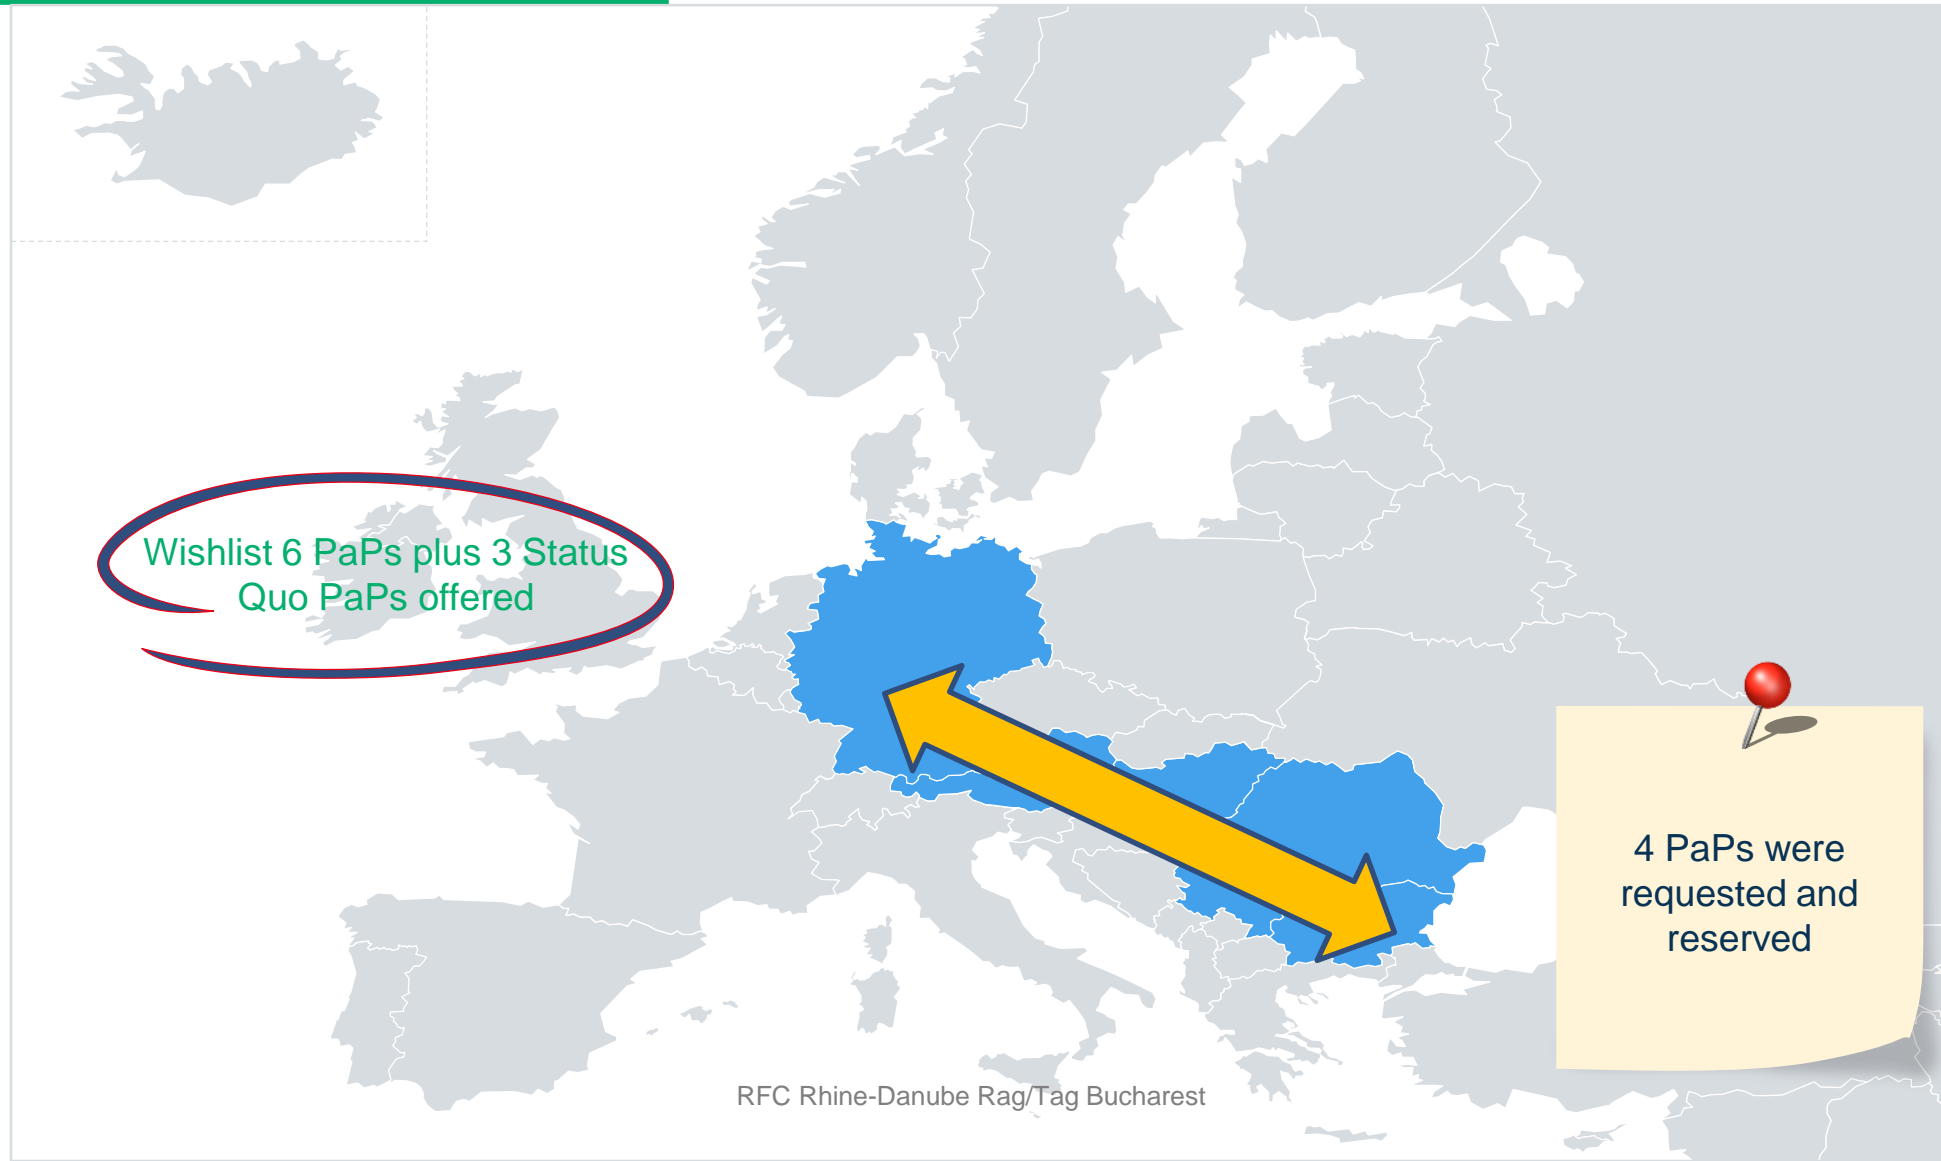 Wishlist 6 PaPs plus 3 Status
Quo PaPs offered
4 PaPs were
requested and
reserved
RFC Rhine-Danube Rag/Tag Bucharest